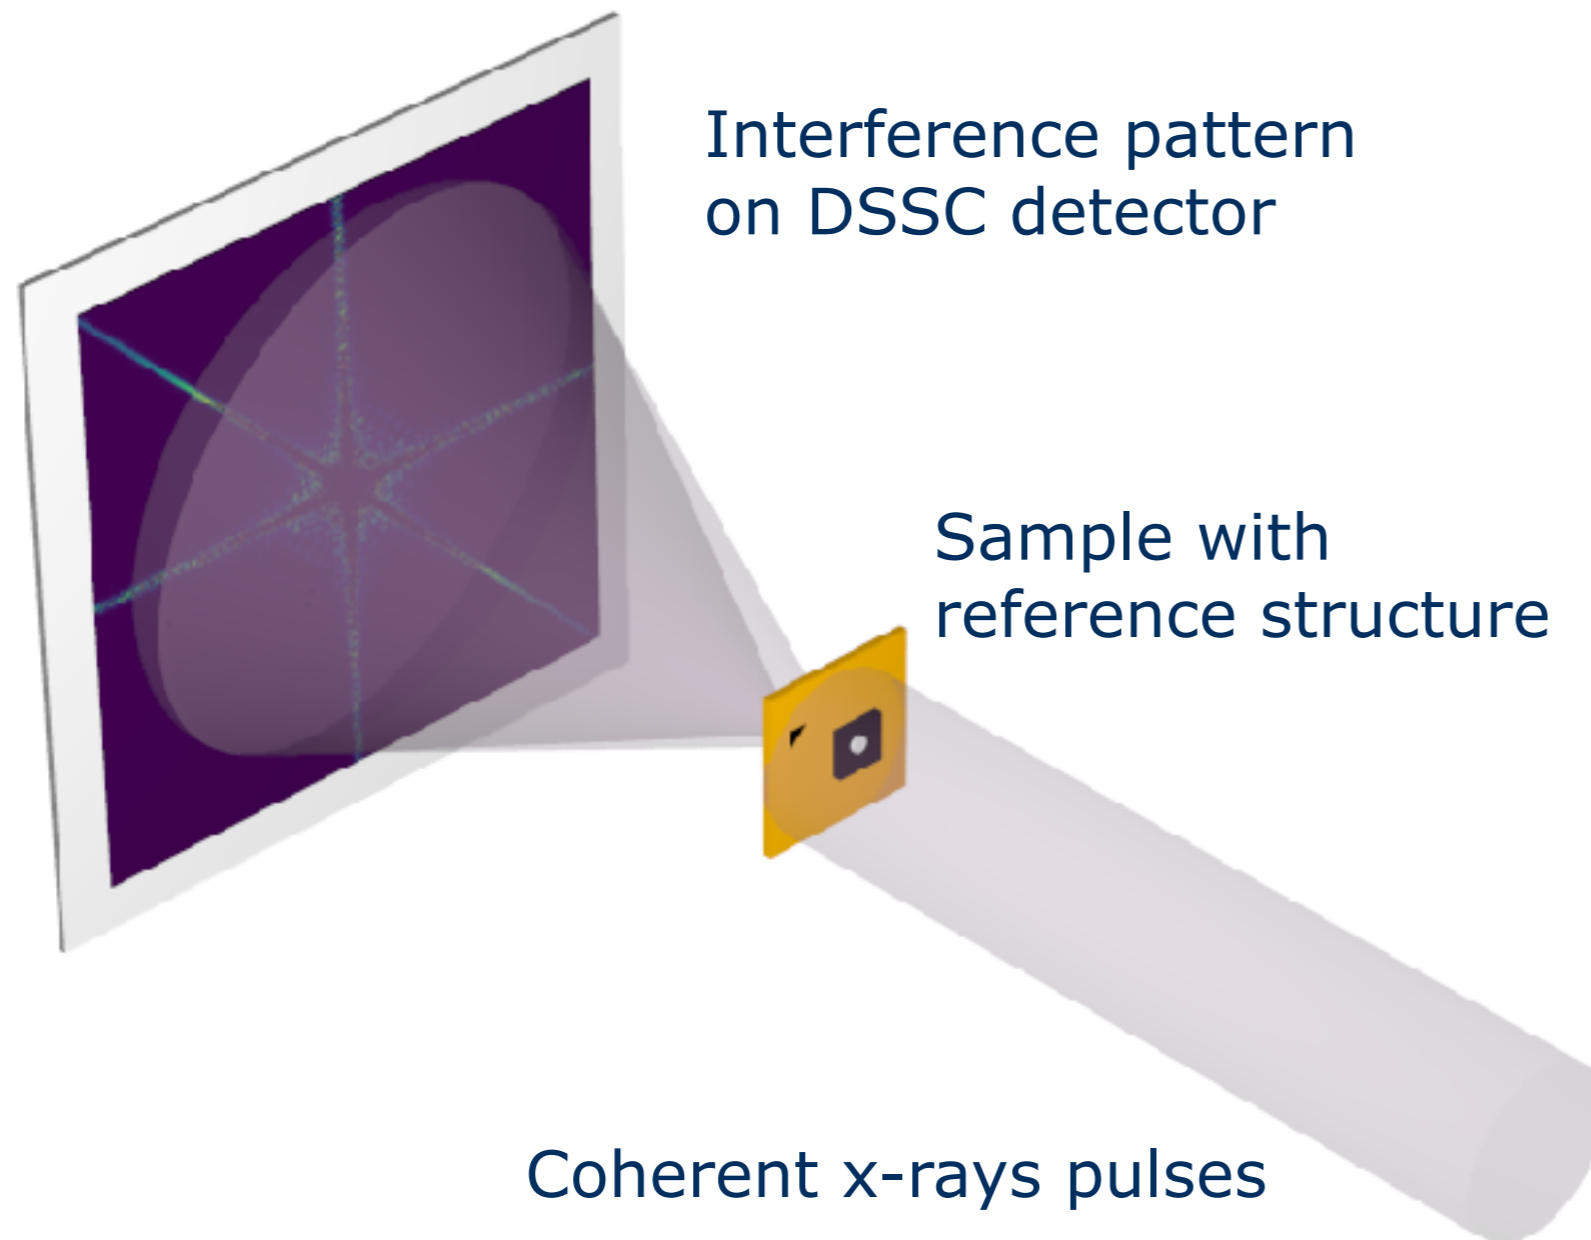 Interference pattern
on DSSC detector
Sample with
reference structure
Coherent x-rays pulses